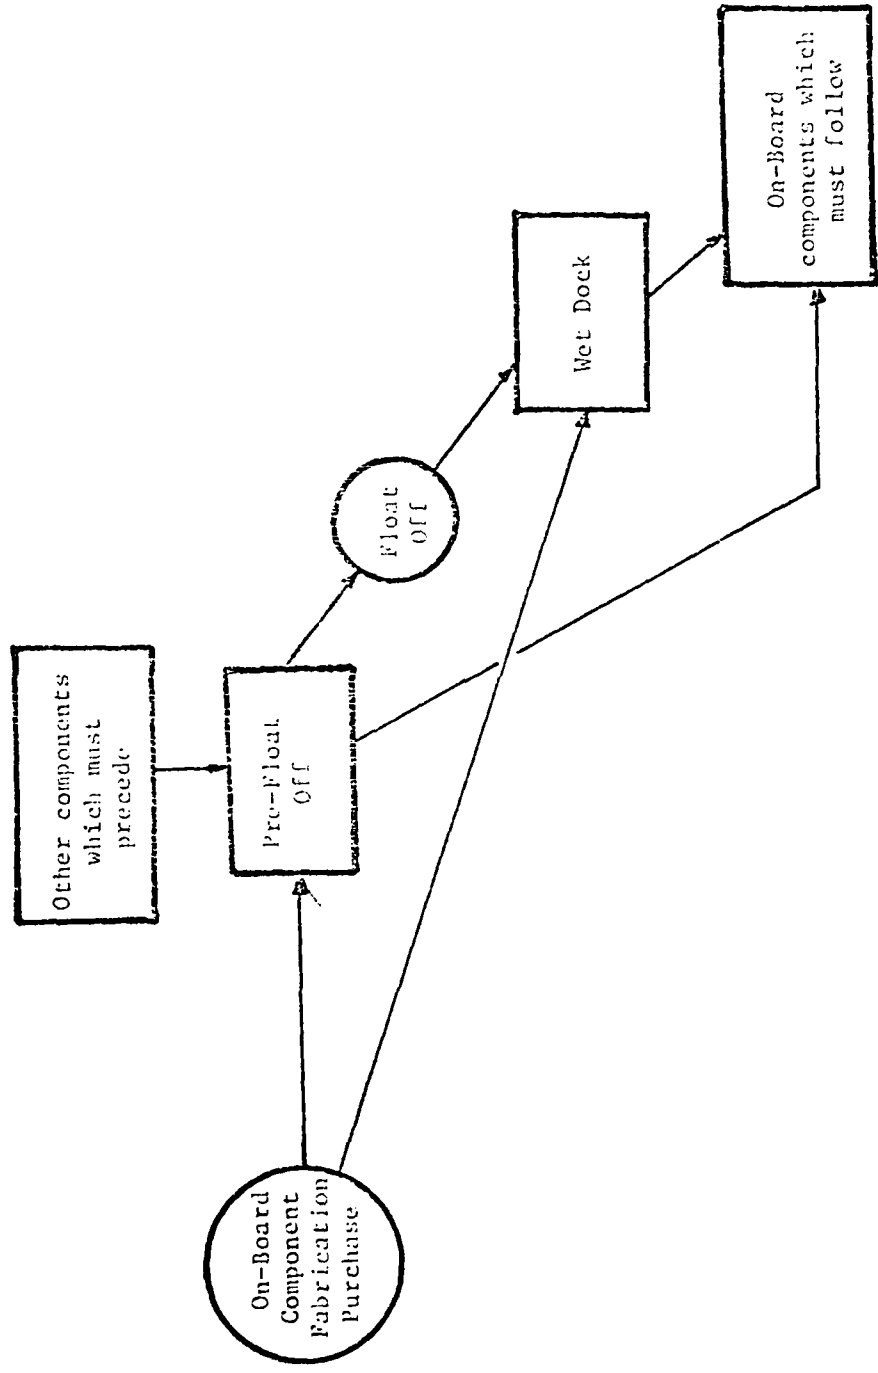 On-Board
Component
Fabrication
Purchase
Other components
which must
precede
Pre-Float
Off
Float
Off
Wet Dock
On-Board
components which
must follow